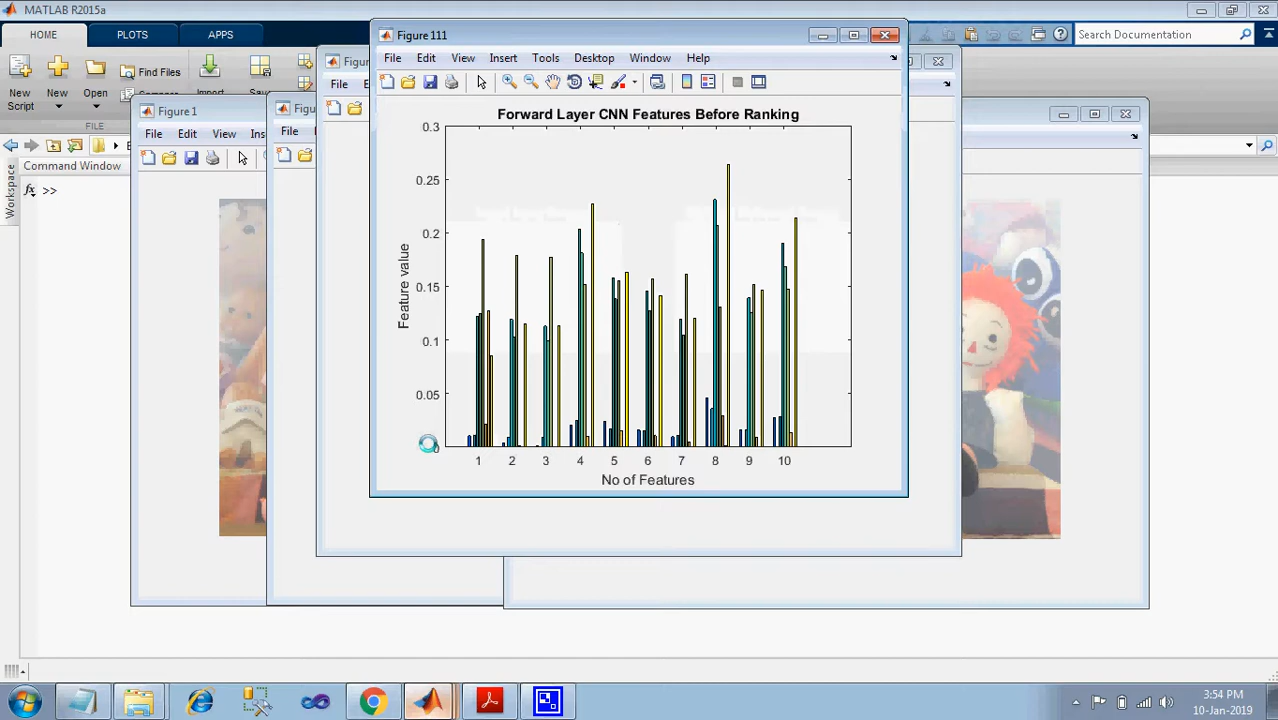 MATLAB R2015a
HOME
PLOTS
APPS
Search Documentation
New
Script
New
Open
Find Files
Compare
FILE
Command Window
Workspace
fx >>
Figure 1
File Edit View
File
File
Figure 111
File Edit View Insert Tools Desktop Window Help
Forward Layer CNN Features Before Ranking
0.3
0.25
0.2
0.15
0.1
0.05
0
Feature value
1 2 3 4 5 6 7 8 9 10
No of Features
3:54 PM
10-Jan-2019